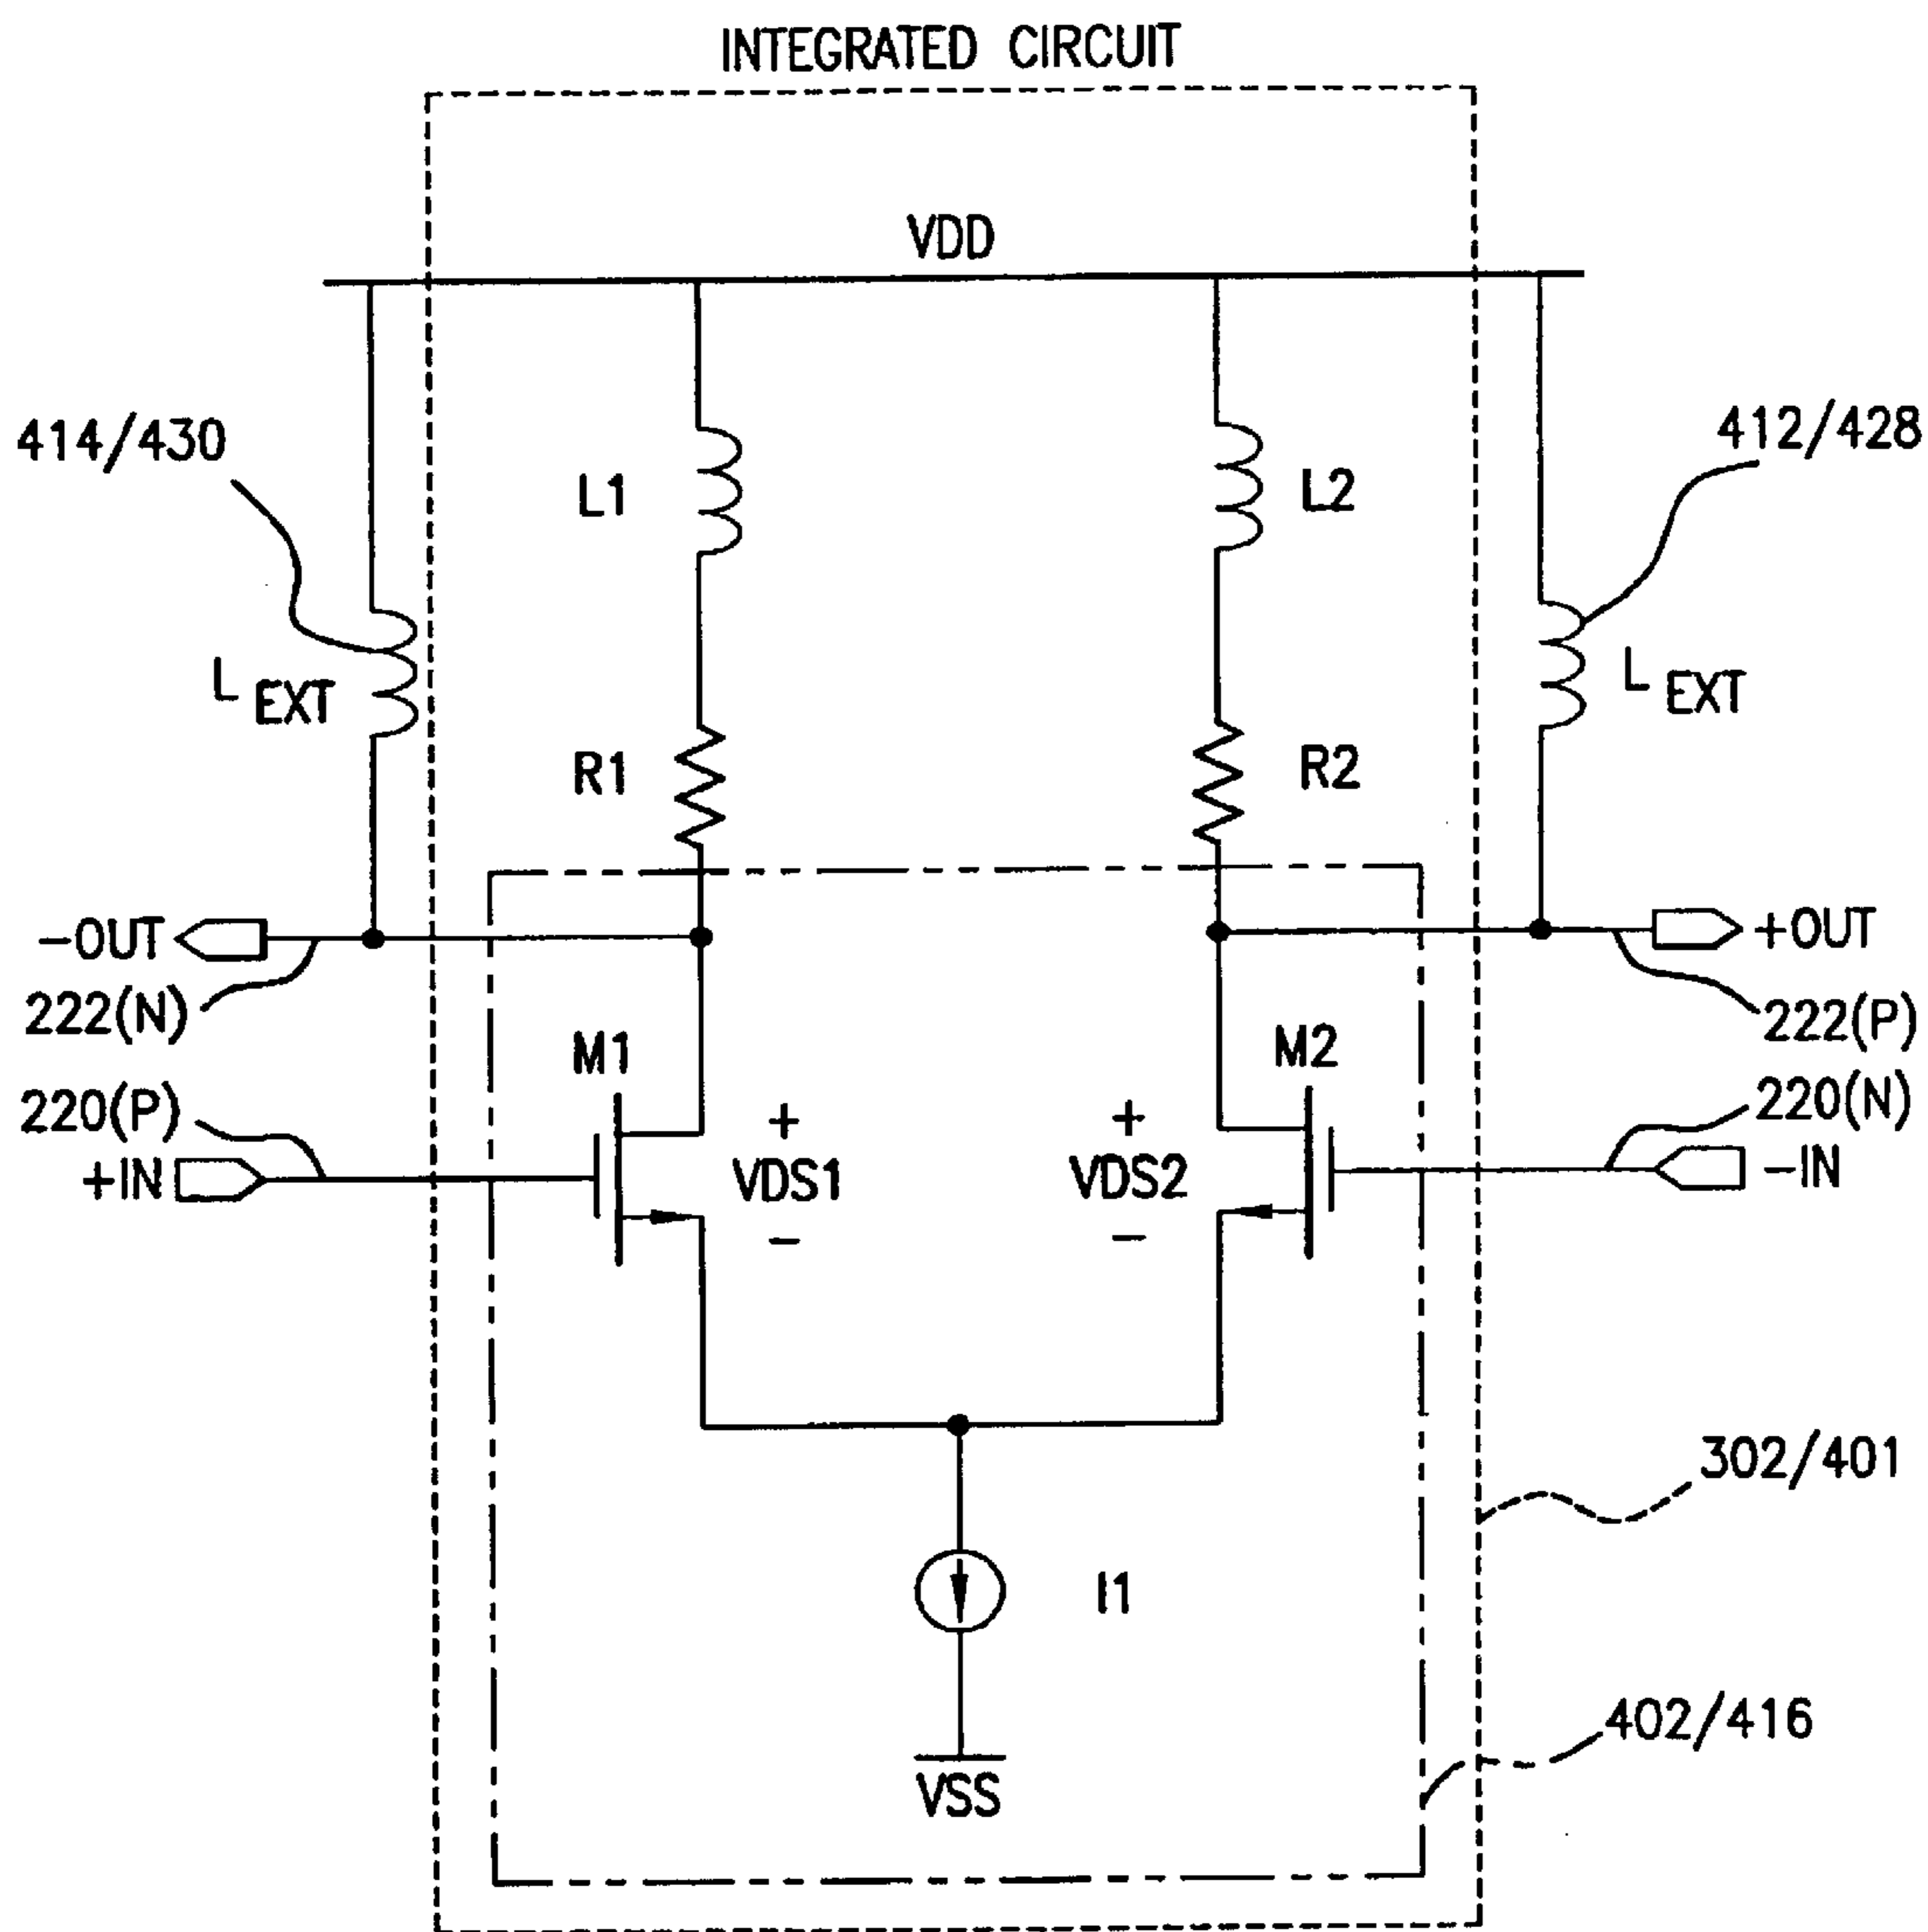 INTEGRATED CIRCUIT
VDD
414/430
412/428
L1
L2
L EXT
L EXT
R1
R2
-OUT
+OUT
222(N)
222(P)
M1
M2
220(P)
220(N)
+
+
+IN
VDS1
VDS2
-IN
-
-
302/401
I1
402/416
VSS